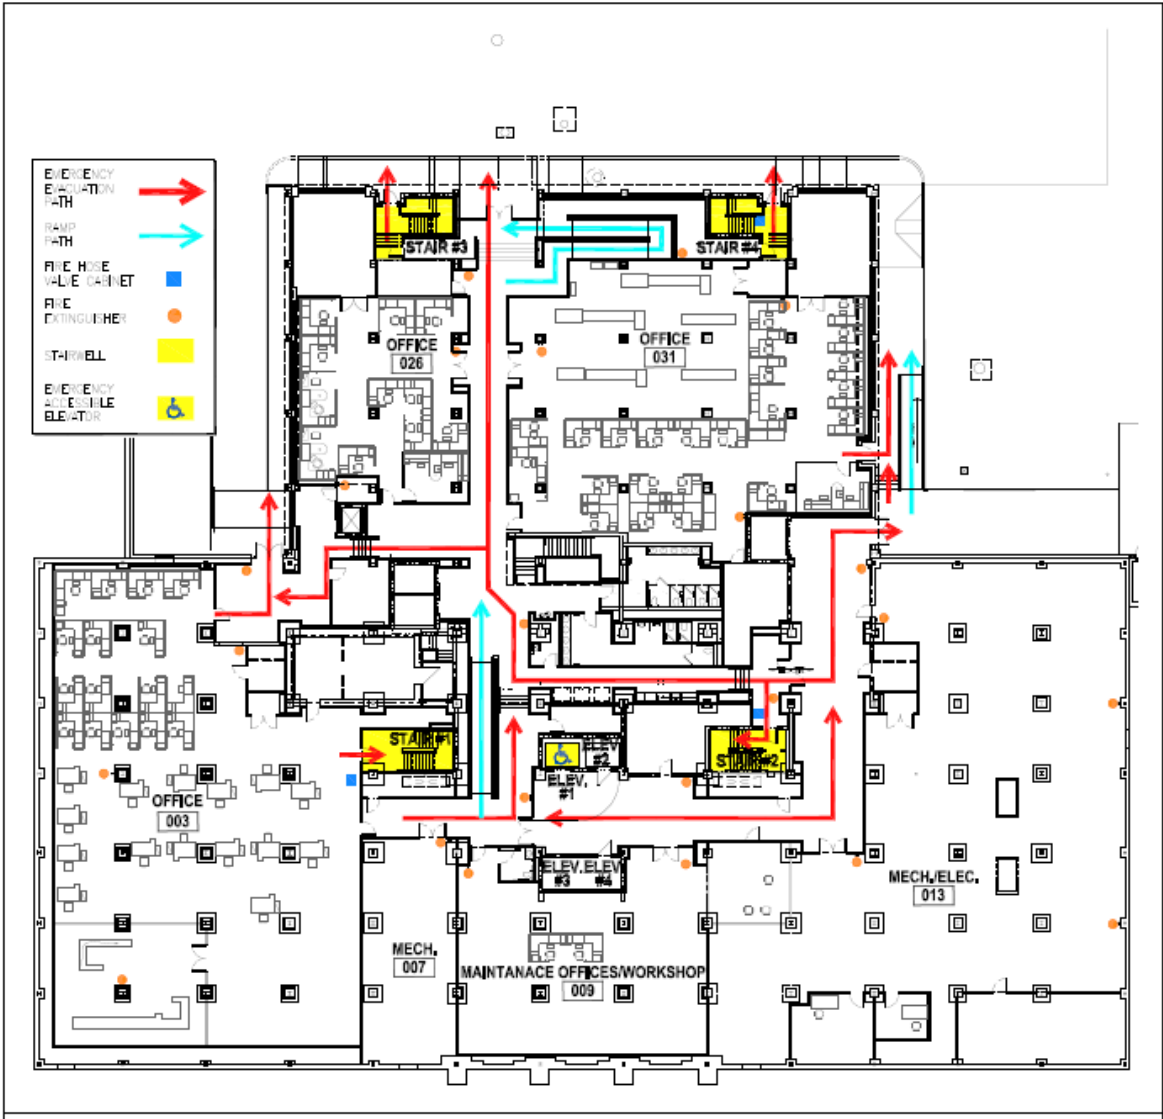 EMERGENCY
EVACUATION
PATH
RAMP
PATH
FIRE HOSE
VALVE CABINET
FIRE
EXTINGUISHER
STAIRWELL
EMERGENCY
ACCESSIBLE
ELEVATOR
STAIR #3
STAIR #4
OFFICE
026
OFFICE
031
STAIR #1
ELEV.
#2
STAIR #2
ELEV.
#1
OFFICE
003
ELEV.
#3
ELEV.
#4
MECH./ELEC.
013
MECH.
007
MAINTANACE OFFICES/WORKSHOP
009